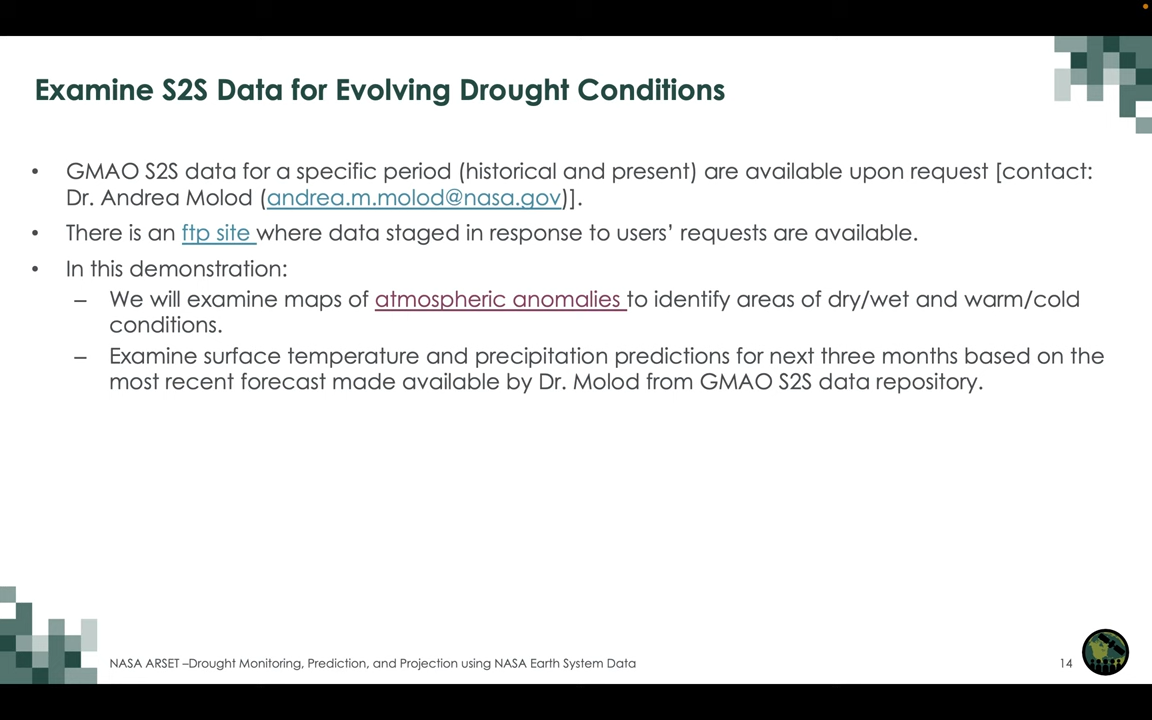 Examine S2S Data for Evolving Drought Conditions
• GMAO S2S data for a specific period (historical and present) are available upon request [contact:
Dr. Andrea Molod (andrea.m.molod@nasa.gov)].
• There is an ftp site where data staged in response to users’ requests are available.
• In this demonstration:
– We will examine maps of atmospheric anomalies to identify areas of dry/wet and warm/cold
conditions.
– Examine surface temperature and precipitation predictions for next three months based on the
most recent forecast made available by Dr. Molod from GMAO S2S data repository.
NASA ARSET –Drought Monitoring, Prediction, and Projection using NASA Earth System Data
14